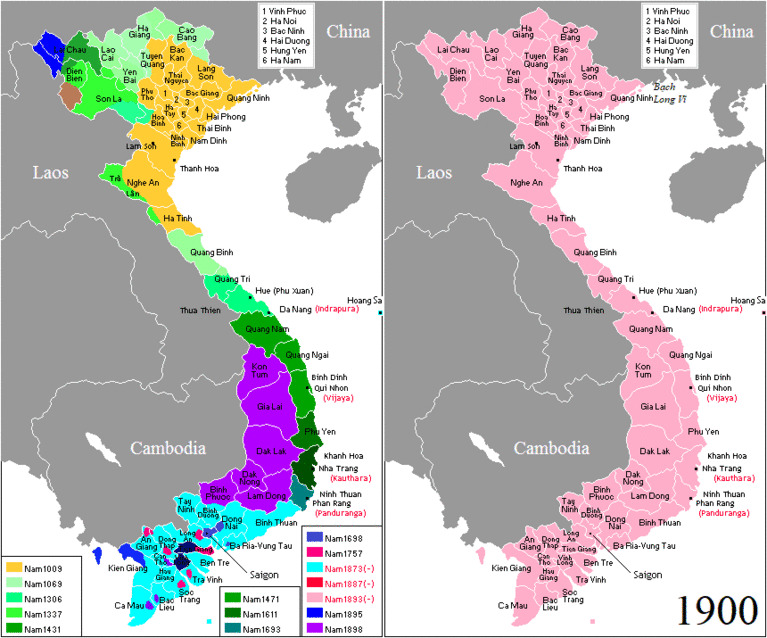 1 Vinh Phuc
2 Ha Noi
3 Bac Ninh
4 Hai Duong
5 Hung Yen
6 Ha Nam
China
Ha Giang
Cao Bang
Lai Chau
Lao Cai
Tuyen Quang
Bac Kan
Lang Son
Dien Bien
Yen Bai
Thai Nguyen
Son La
Phu Tho
1
2
3
Bac Giang
4
5
6
Quang Ninh
Ha Tay
Hoa Binh
Hai Phong
Thai Binh
Ninh Binh
Nam Dinh
Lam Son
Thanh Hoa
Laos
Trấ
Lân
Nghe An
Ha Tinh
Quang Binh
Quang Tri
Hue (Phu Xuan)
Hoang Sa
Thua Thien
Da Nang (Indrapura)
Quang Nam
Quang Ngai
Kon Tum
Binh Dinh
Qui Nhon
(Vijaya)
Gia Lai
Phu Yen
Cambodia
Dak Lak
Khanh Hoa
Nha Trang
(Kauthara)
Dak Nong
Binh Phuoc
Lam Dong
Ninh Thuan
Phan Rang
(Panduranga)
Tay Ninh
Binh Duong
Dong Nai
Binh Thuan
Long An
An Giang
Dong Thap
Ba Ria-Vung Tau
Can Tho
Kien Giang
Hau Giang
Ben Tre
Tra Vinh
Saigon
Soc Trang
Bac Lieu
Ca Mau
Nam1009
Nam1069
Nam1306
Nam1337
Nam1431
Nam1471
Nam1611
Nam1693
Nam1698
Nam1757
Nam1873(-)
Nam1887(-)
Nam1893(-)
Nam1895
Nam1898
1 Vinh Phuc
2 Ha Noi
3 Bac Ninh
4 Hai Duong
5 Hung Yen
6 Ha Nam
China
Ha Giang
Cao Bang
Lai Chau
Lao Cai
Tuyen Quang
Bac Kan
Lang Son
Dien Bien
Yen Bai
Thai Nguyen
Son La
Phu Tho
1
2
3
Bac Giang
4
5
6
Quang Ninh
Bach Long Vi
Ha Tay
Hoa Binh
Hai Phong
Thai Binh
Ninh Binh
Nam Dinh
Lam Son
Thanh Hoa
Laos
Nghe An
Ha Tinh
Quang Binh
Quang Tri
Hue (Phu Xuan)
Hoang Sa
Thua Thien
Da Nang (Indrapura)
Quang Nam
Quang Ngai
Kon Tum
Binh Dinh
Qui Nhon
(Vijaya)
Gia Lai
Phu Yen
Cambodia
Dak Lak
Khanh Hoa
Nha Trang
(Kauthara)
Dak Nong
Binh Phuoc
Lam Dong
Ninh Thuan
Phan Rang
(Panduranga)
Tay Ninh
Binh Duong
Dong Nai
Binh Thuan
Long An
An Giang
Dong Thap
Tien Giang
Ba Ria-Vung Tau
Can Tho
Vinh Long
Kien Giang
Hau Giang
Ben Tre
Tra Vinh
Saigon
Soc Trang
Bac Lieu
Ca Mau
1900